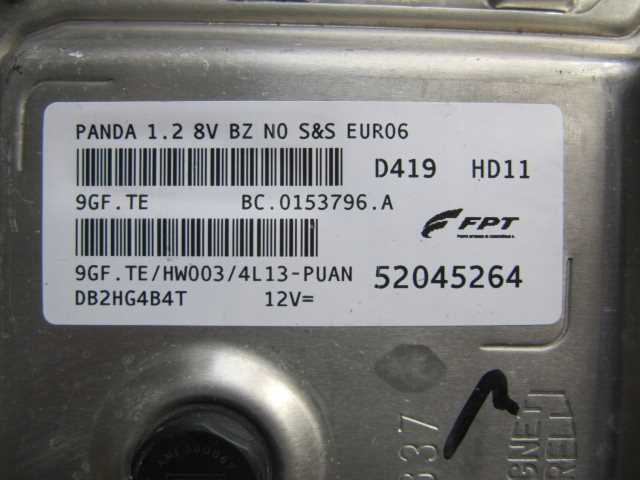 PANDA 1.2 8V BZ NO S&S EURO6
D419 HD11
9GF.TE BC.0153796.A
FPT
9GF.TE/HW003/4L13-PUAN 52045264
DB2HG4B4T 12V=